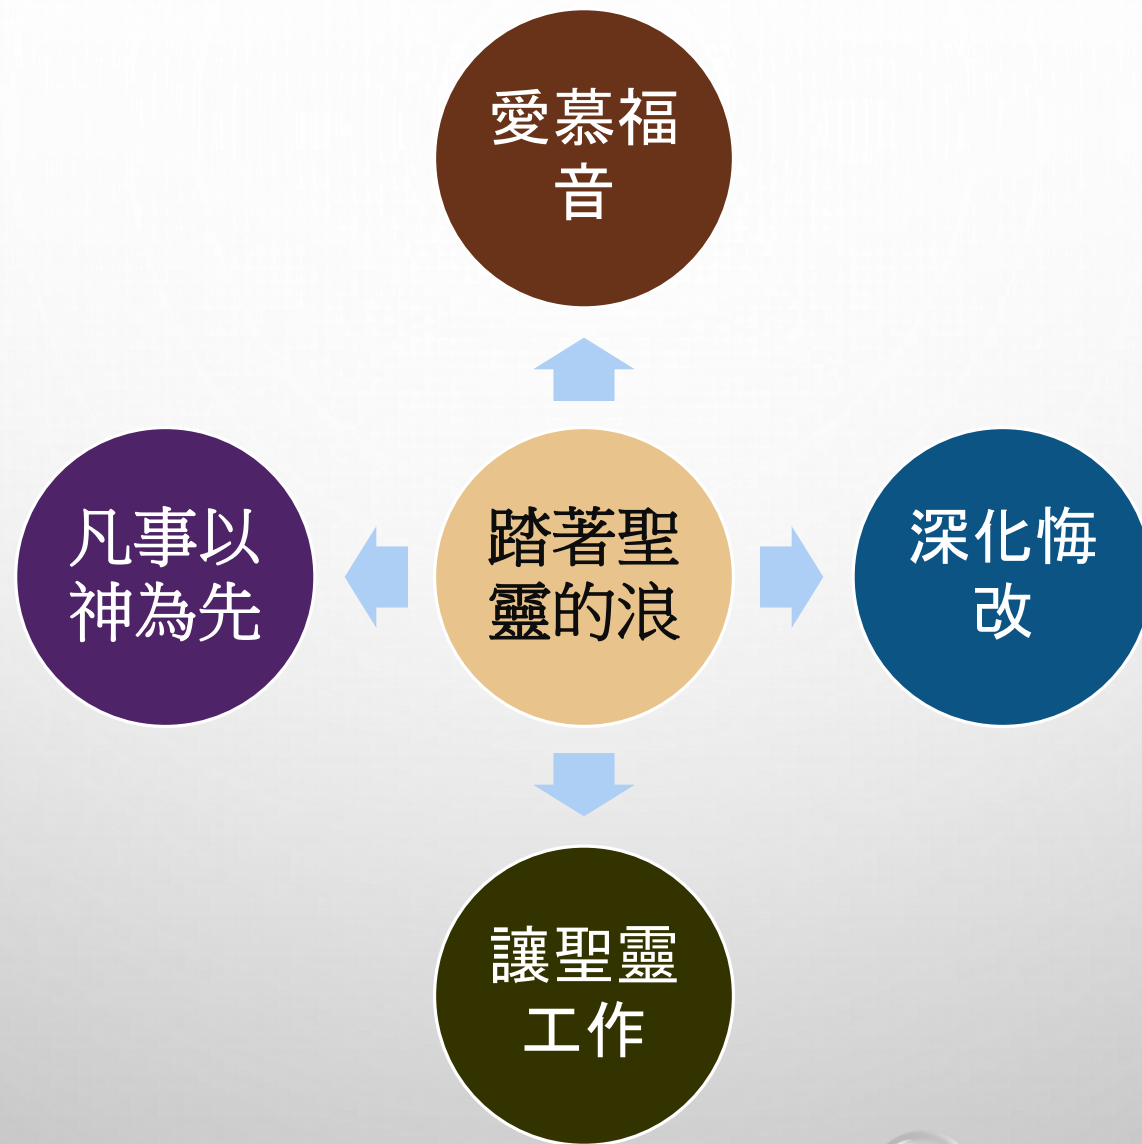 愛慕福
音
凡事以
神為先
踏著聖
靈的浪
深化悔
改
讓聖靈
工作